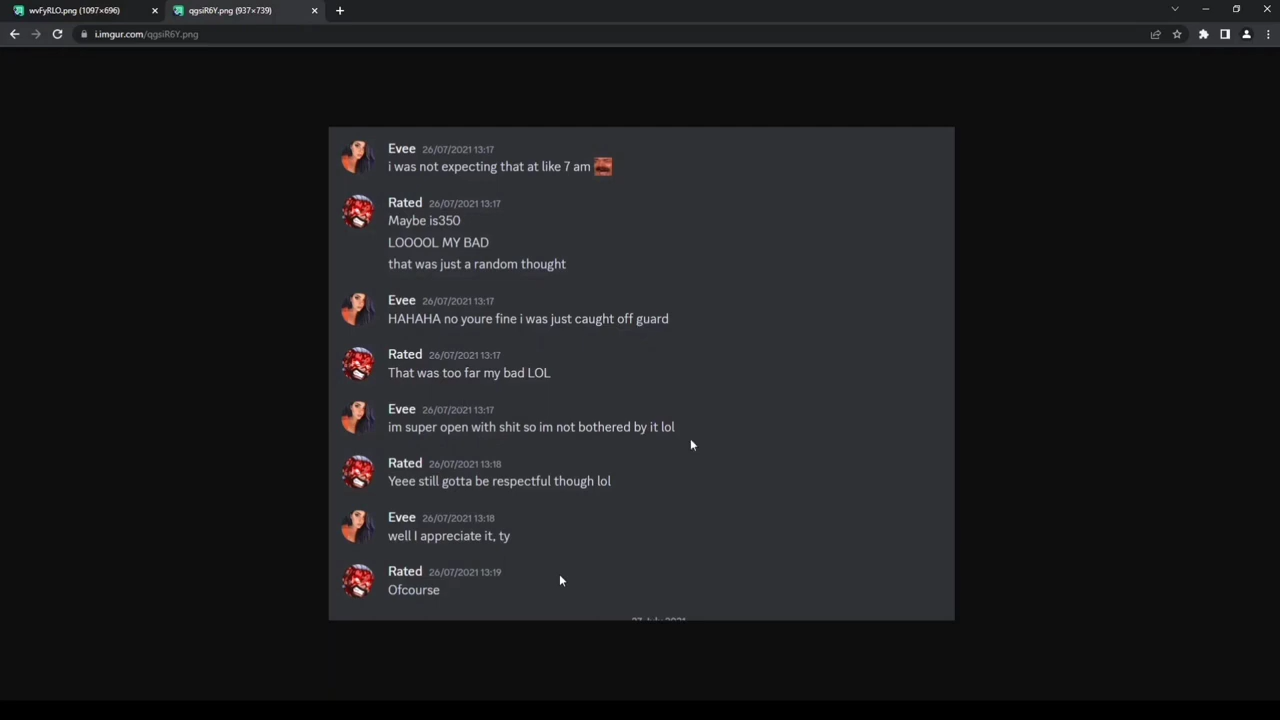 wvFyRLO.png (1097×696)
qgsiR6Y.png (937×739)
i.imgur.com/qgsiR6Y.png
Evee 26/07/2021 13:17
i was not expecting that at like 7 am
Rated 26/07/2021 13:17
Maybe is350
LOOOOL MY BAD
that was just a random thought
Evee 26/07/2021 13:17
HAHAHA no youre fine i was just caught off guard
Rated 26/07/2021 13:17
That was too far my bad LOL
Evee 26/07/2021 13:17
im super open with shit so im not bothered by it lol
Rated 26/07/2021 13:18
Yeee still gotta be respectful though lol
Evee 26/07/2021 13:18
well I appreciate it, ty
Rated 26/07/2021 13:19
Ofcourse
27 July 2021